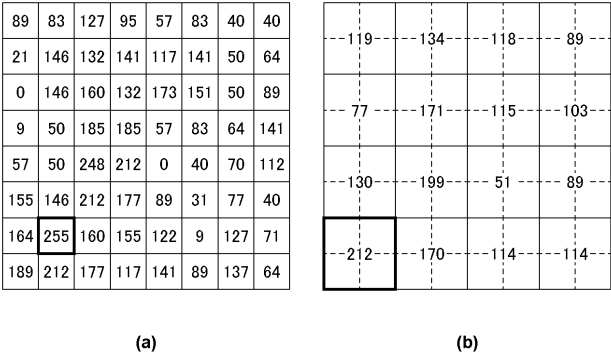 89 83 127 95 57 83 40 40
21 146 132 141 117 141 50 64
0 146 160 132 173 151 50 89
9 50 185 185 57 83 64 141
57 50 248 212 0 40 70 112
155 146 212 177 89 31 77 40
164 255 160 155 122 9 127 71
189 212 177 117 141 89 137 64
119 134 118 89
77 171 115 103
130 199 51 89
212 170 114 114
(a)
(b)